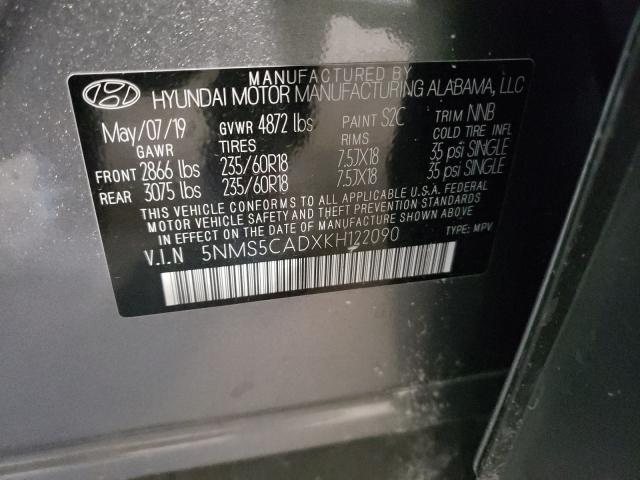 MANUFACTURED BY
HYUNDAI MOTOR MANUFACTURING ALABAMA, LLC
May/07/19 GVWR 4872 lbs PAINT S2C TRIM NNB
GAWR TIRES RIMS COLD TIRE INFL
FRONT 2866 lbs 235/60R18 7.5JX18 35 psi SINGLE
REAR 3075 lbs 235/60R18 7.5JX18 35 psi SINGLE
THIS VEHICLE CONFORMS TO ALL APPLICABLE U.S.A. FEDERAL
MOTOR VEHICLE SAFETY AND THEFT PREVENTION STANDARDS
IN EFFECT ON THE DATE OF MANUFACTURE SHOWN ABOVE.
V.I.N 5NMS5CADXKH122090 TYPE: MPV